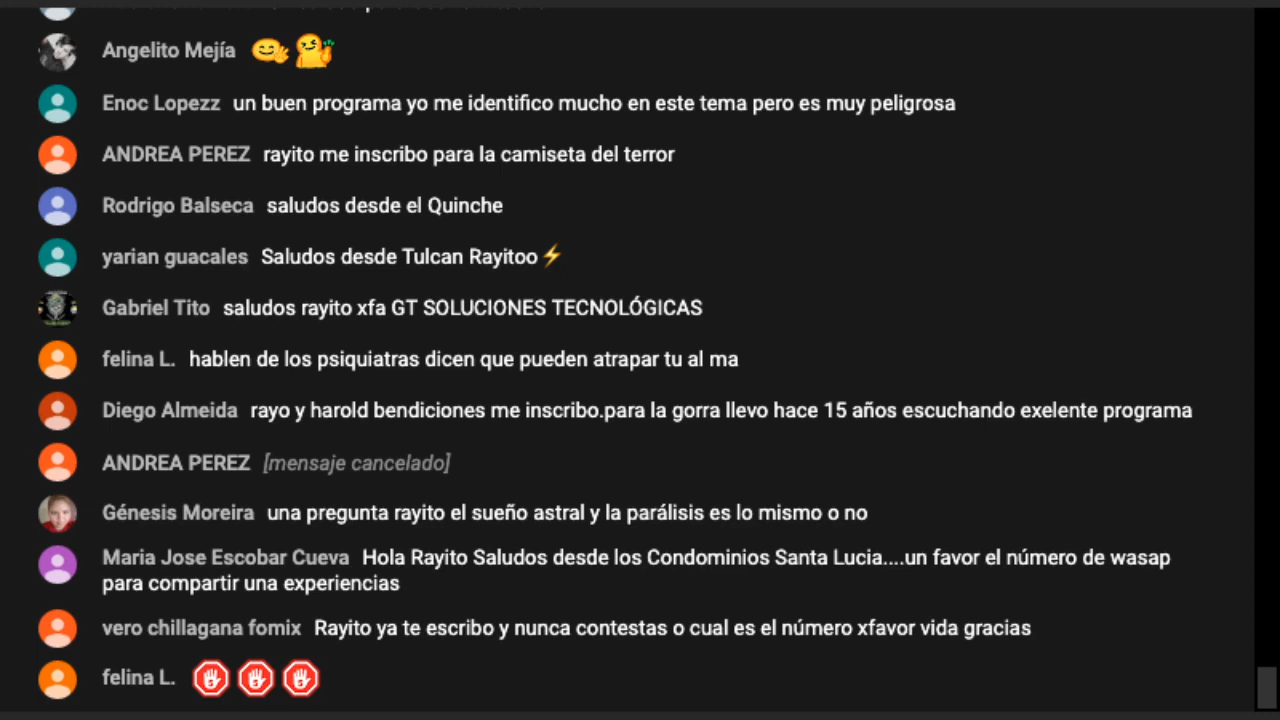 Angelito Mejía 😊👋
Enoc Lopezz un buen programa yo me identifico mucho en este tema pero es muy peligrosa
ANDREA PEREZ rayito me inscribo para la camiseta del terror
Rodrigo Balseca saludos desde el Quinche
yarian guacales Saludos desde Tulcan Rayitoo⚡
Gabriel Tito saludos rayito xfa GT SOLUCIONES TECNOLÓGICAS
felina L. hablen de los psiquiatras dicen que pueden atrapar tu al ma
Diego Almeida rayo y harold bendiciones me inscribo.para la gorra llevo hace 15 años escuchando exelente programa
ANDREA PEREZ [mensaje cancelado]
Génesis Moreira una pregunta rayito el sueño astral y la parálisis es lo mismo o no
Maria Jose Escobar Cueva Hola Rayito Saludos desde los Condominios Santa Lucia....un favor el número de wasap
para compartir una experiencias
vero chillagana fomix Rayito ya te escribo y nunca contestas o cual es el número xfavor vida gracias
felina L.